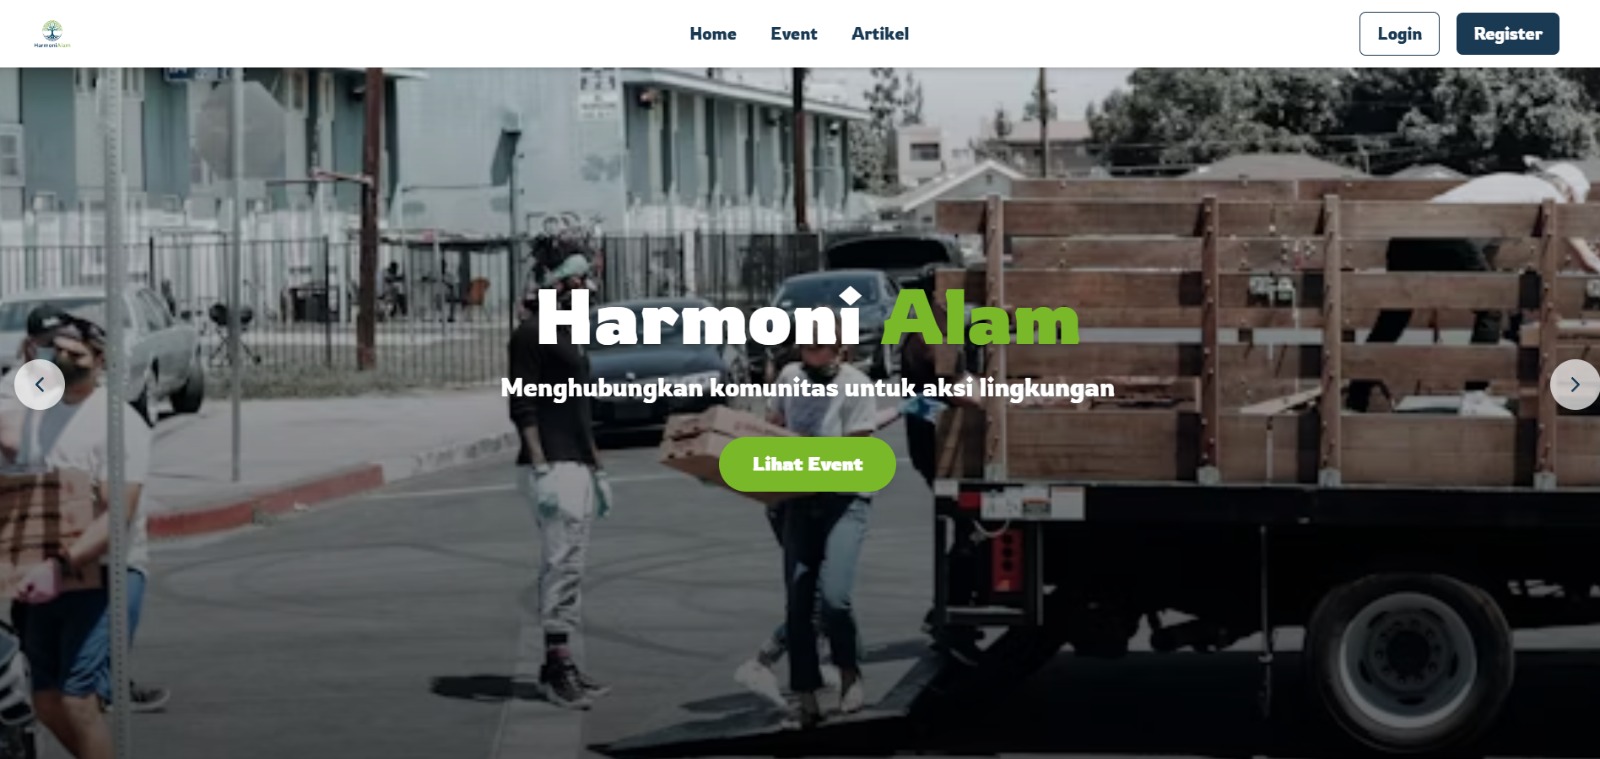 HarmoniAlam
Home
Event
Artikel
Login
Register
Harmoni Alam
Menghubungkan komunitas untuk aksi lingkungan
Lihat Event